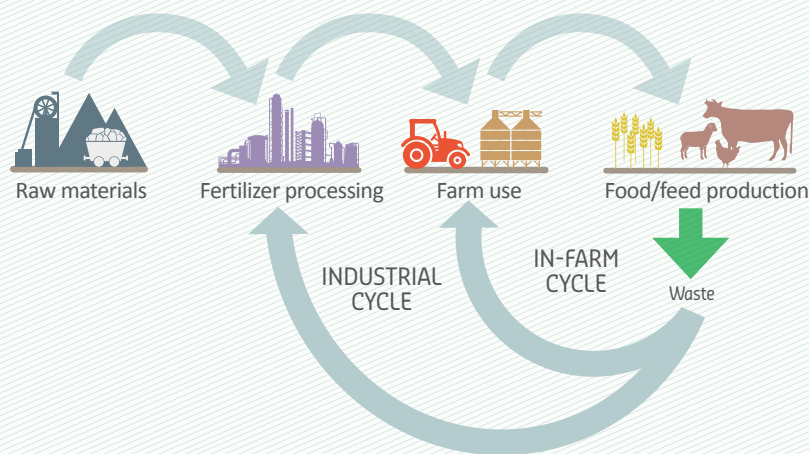 Raw materials
Fertilizer processing
Farm use
Food/feed production
INDUSTRIAL
CYCLE
IN-FARM
CYCLE
Waste